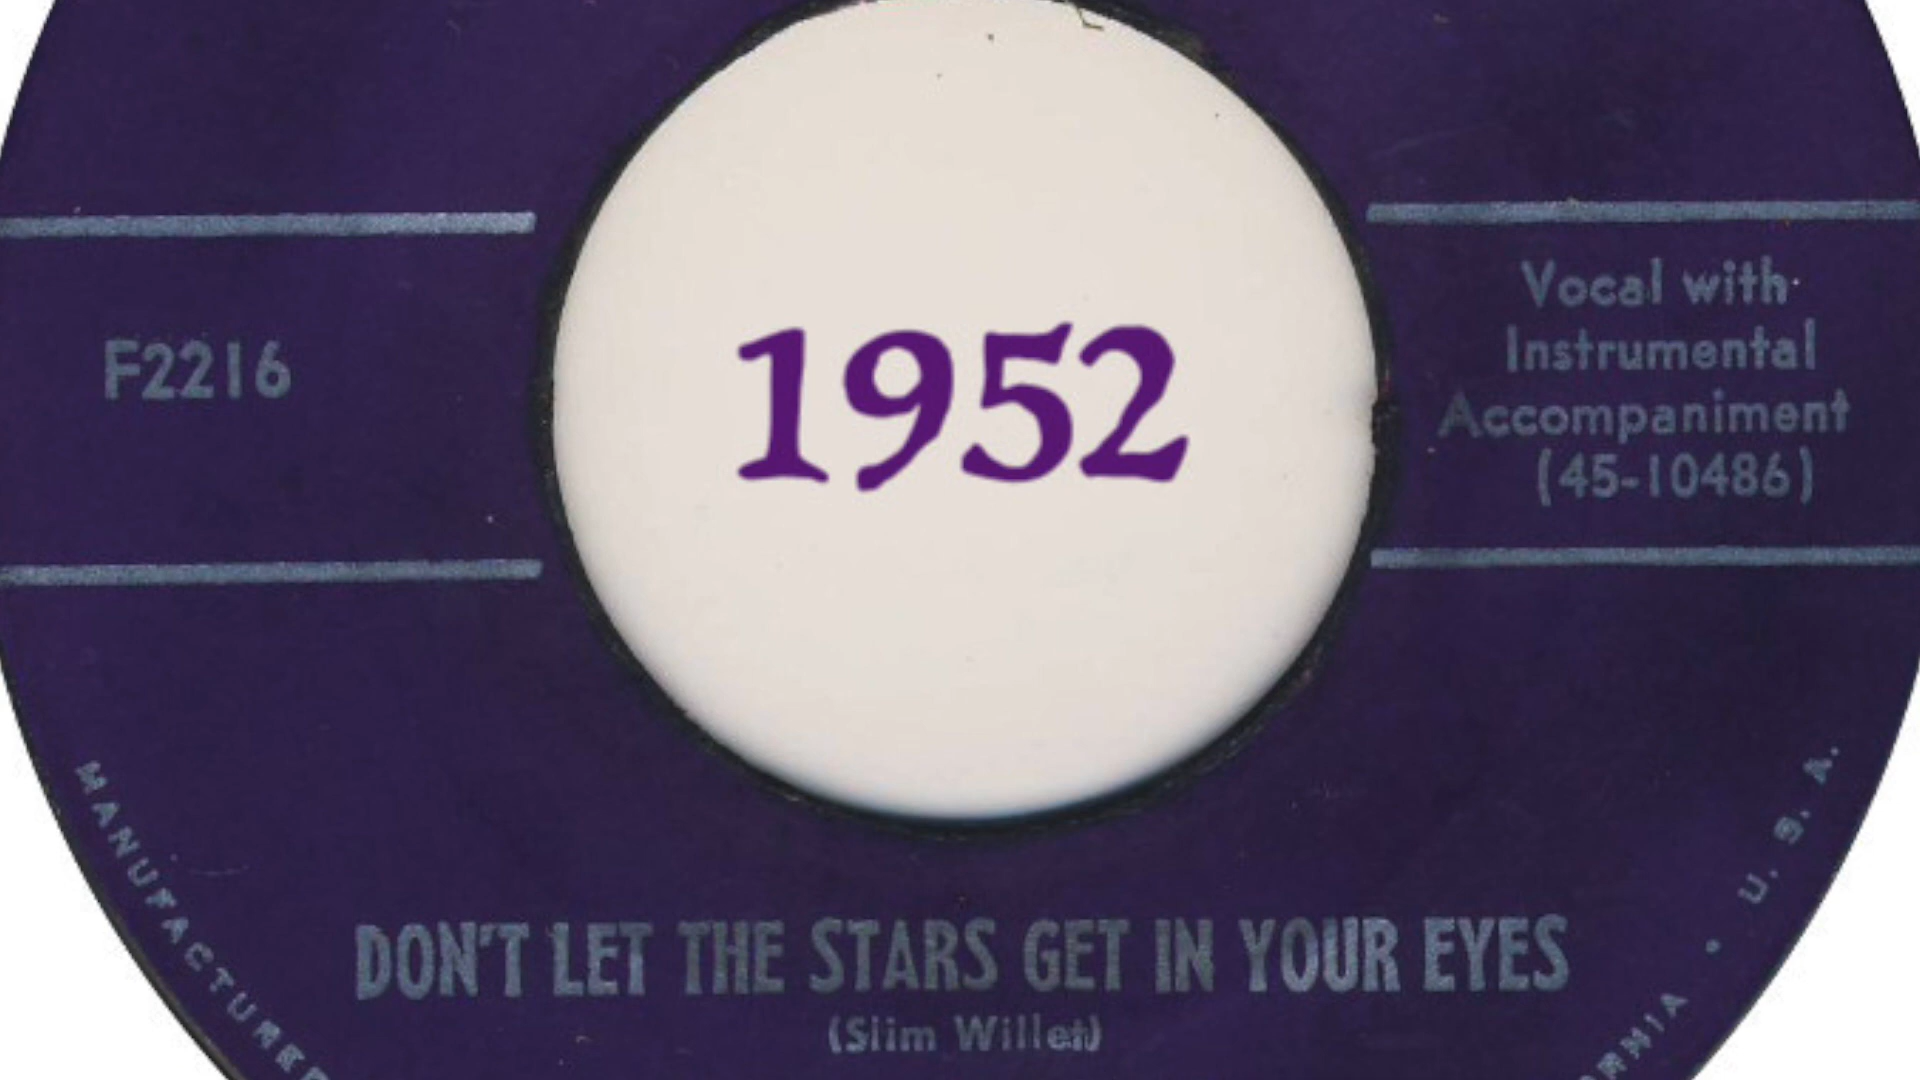 F2216
1952
Vocal with
Instrumental
Accompaniment
(45-10486)
DON'T LET THE STARS GET IN YOUR EYES
(Slim Willet)
MANUFACTURED
U. S. A.